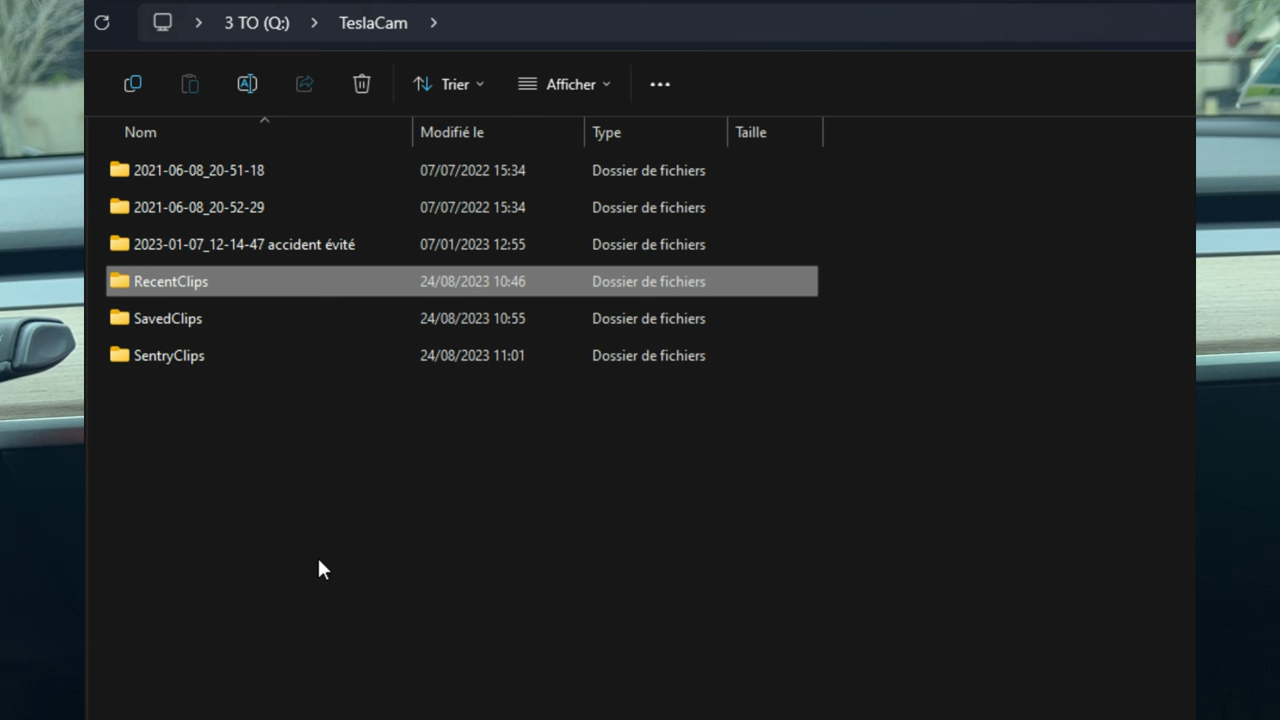 3 TO (Q:) TeslaCam
Trier Afficher
Nom Modifié le Type Taille
2021-06-08_20-51-18 07/07/2022 15:34 Dossier de fichiers
2021-06-08_20-52-29 07/07/2022 15:34 Dossier de fichiers
2023-01-07_12-14-47 accident évité 07/01/2023 12:55 Dossier de fichiers
RecentClips 24/08/2023 10:46 Dossier de fichiers
SavedClips 24/08/2023 10:55 Dossier de fichiers
SentryClips 24/08/2023 11:01 Dossier de fichiers